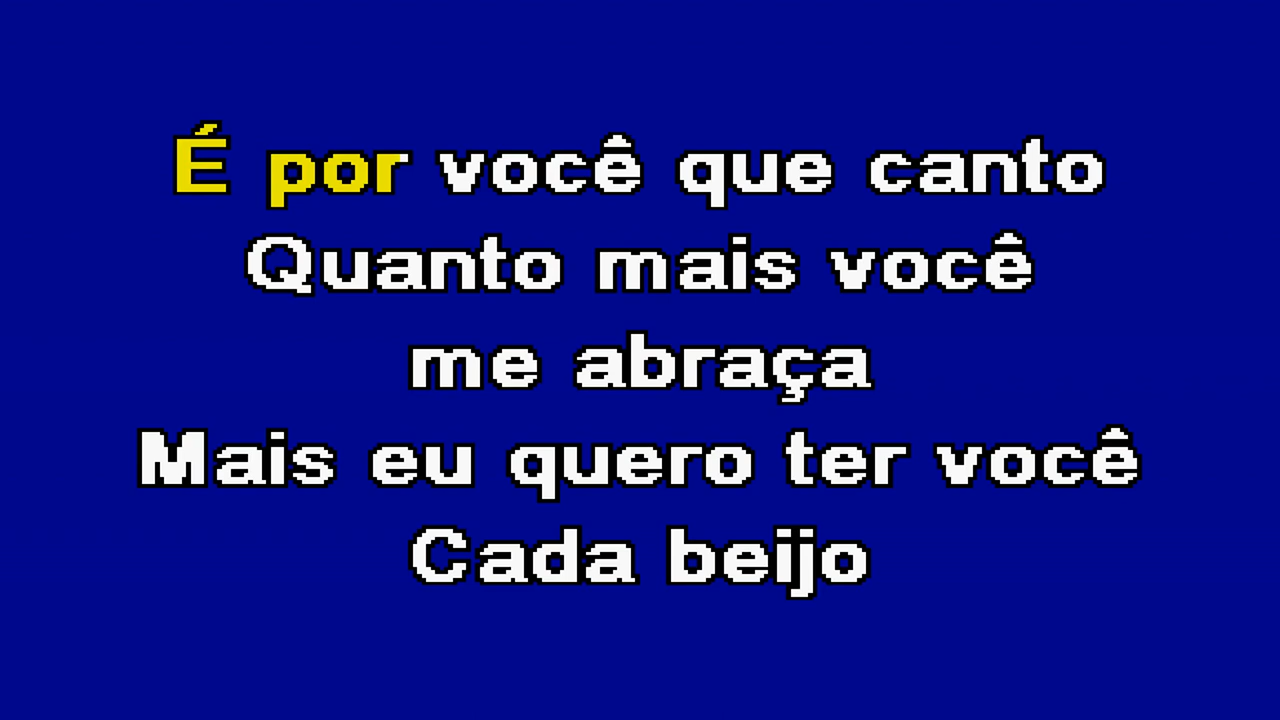 É por você que canto
Quanto mais você
me abraça
Mais eu quero ter você
Cada beijo